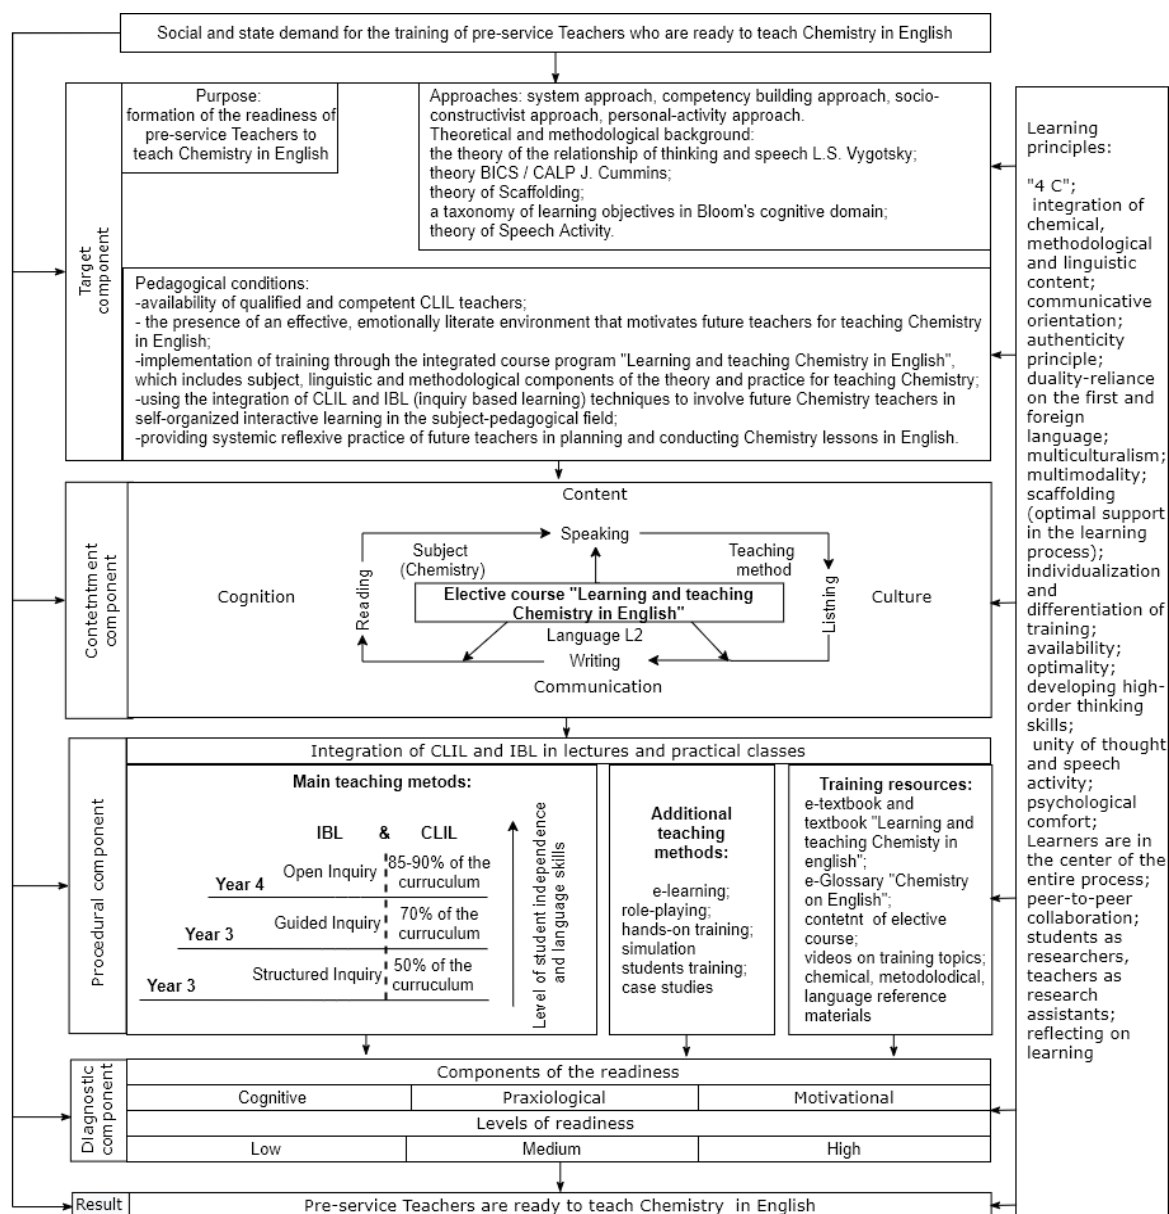 Social and state demand for the training of pre-service Teachers who are ready to teach Chemistry in English
Target
component
Purpose:
formation of the readiness of
pre-service Teachers to
teach Chemistry in English
Approaches: system approach, competency building approach, socio-
constructivist approach, personal-activity approach.
Theoretical and methodological background:
the theory of the relationship of thinking and speech L.S. Vygotsky;
theory BICS / CALP J. Cummins;
theory of Scaffolding;
a taxonomy of learning objectives in Bloom's cognitive domain;
theory of Speech Activity.
Pedagogical conditions:
-availability of qualified and competent CLIL teachers;
- the presence of an effective, emotionally literate environment that motivates future teachers for teaching Chemistry
in English;
-implementation of training through the integrated course program "Learning and teaching Chemistry in English",
which includes subject, linguistic and methodological components of the theory and practice for teaching Chemistry;
-using the integration of CLIL and IBL (inquiry based learning) techniques to involve future Chemistry teachers in
self-organized interactive learning in the subject-pedagogical field;
-providing systemic reflexive practice of future teachers in planning and conducting Chemistry lessons in English.
Contetntment
component
Content
Speaking
Subject
(Chemistry)
Teaching
method
Cognition
Reading
Elective course "Learning and teaching
Chemistry in English"
Listning
Culture
Language L2
Writing
Communication
Procedural component
Integration of CLIL and IBL in lectures and practical classes
Main teaching metods:
IBL & CLIL
Year 4
Open Inquiry
85-90% of the
curruculum
Year 3
Guided Inquiry
70% of the
curruculum
Year 3
Structured Inquiry
50% of the
curruculum
Level of student independence
and language skills
Additional
teaching
methods:
e-learning;
role-playing;
hands-on training;
simulation
students training;
case studies
Training resources:
e-textbook and
textbook "Learning and
teaching Chemisty in
english";
e-Glossary "Chemistry
on English";
contetnt of elective
course;
videos on training topics;
chemical, metodolodical,
language reference
materials
DIagnostic
component
Components of the readiness
Cognitive
Praxiological
Motivational
Levels of readiness
Low
Medium
High
Result
Pre-service Teachers are ready to teach Chemistry in English
Learning
principles:
"4 C";
integration of
chemical,
methodological
and linguistic
content;
communicative
orientation;
authenticity
principle;
duality-reliance
on the first and
foreign
language;
multiculturalism;
multimodality;
scaffolding
(optimal support
in the learning
process);
individualization
and
differentiation of
training;
availability;
optimality;
developing high-
order thinking
skills;
unity of thought
and speech
activity;
psychological
comfort;
Learners are in
the center of the
entire process;
peer-to-peer
collaboration;
students as
researchers,
teachers as
research
assistants;
reflecting on
learning